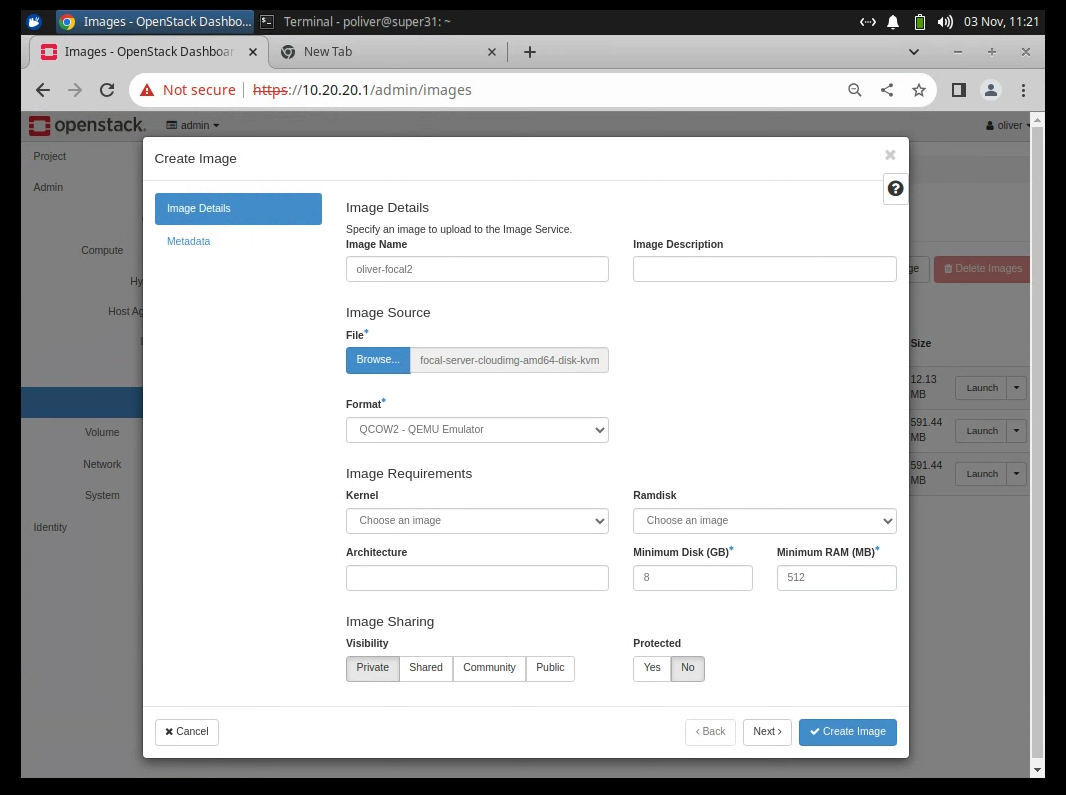 Images - OpenStack Dashbo... Terminal - poliver@super31: ~ 03 Nov, 11:21
Images - OpenStack Dashboar New Tab
Not secure https://10.20.20.1/admin/images
openstack. admin oliver
Project
Admin
Compute
Hy
Host Ag
Volume
Network
System
Identity
Create Image
Image Details
Metadata
Image Details
Specify an image to upload to the Image Service.
Image Name Image Description
oliver-focal2
Image Source
File*
Browse... focal-server-cloudimg-amd64-disk-kvm
Format*
QCOW2 - QEMU Emulator
Image Requirements
Kernel Ramdisk
Choose an image Choose an image
Architecture Minimum Disk (GB)* Minimum RAM (MB)*
8 512
Image Sharing
Visibility Protected
Private Shared Community Public Yes No
Cancel ‹ Back Next › Create Image
ge Delete Images
Size
12.13
MB Launch
591.44
MB Launch
591.44
MB Launch